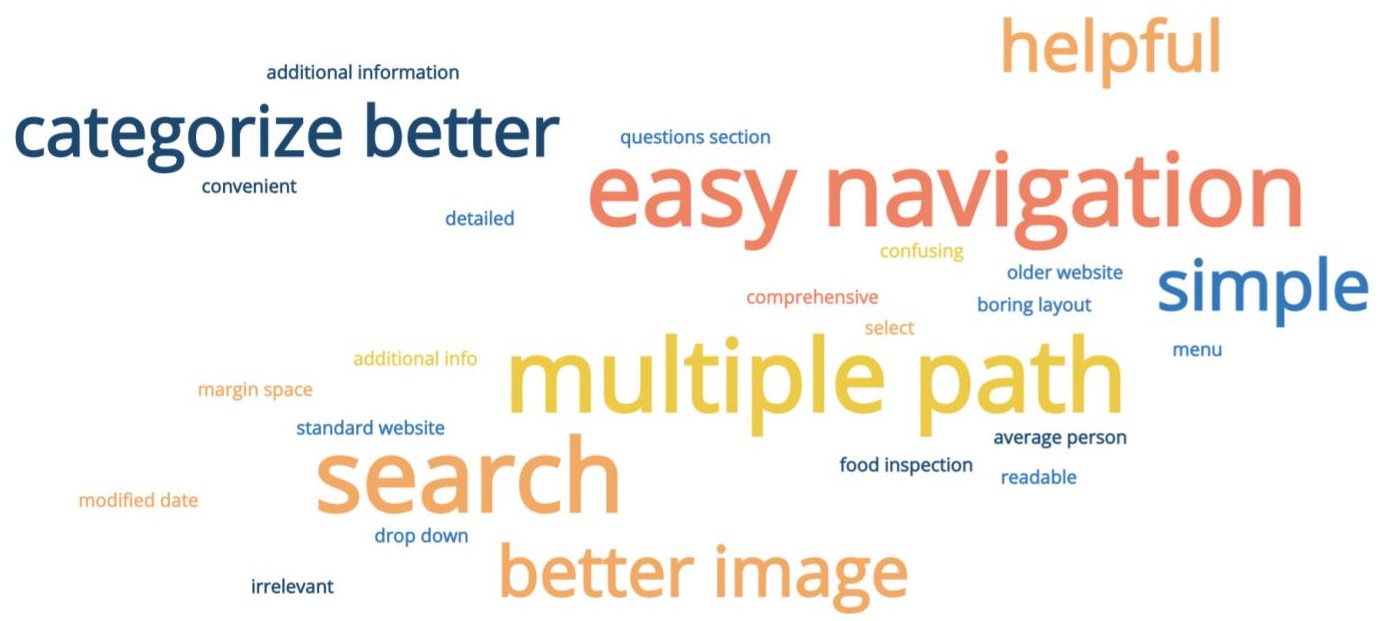 helpful
additional information
categorize better
questions section
convenient
easy navigation
detailed
confusing
older website
simple
comprehensive
boring layout
select
menu
additional info
multiple path
margin space
standard website
average person
food inspection
search
readable
modified date
drop down
better image
irrelevant